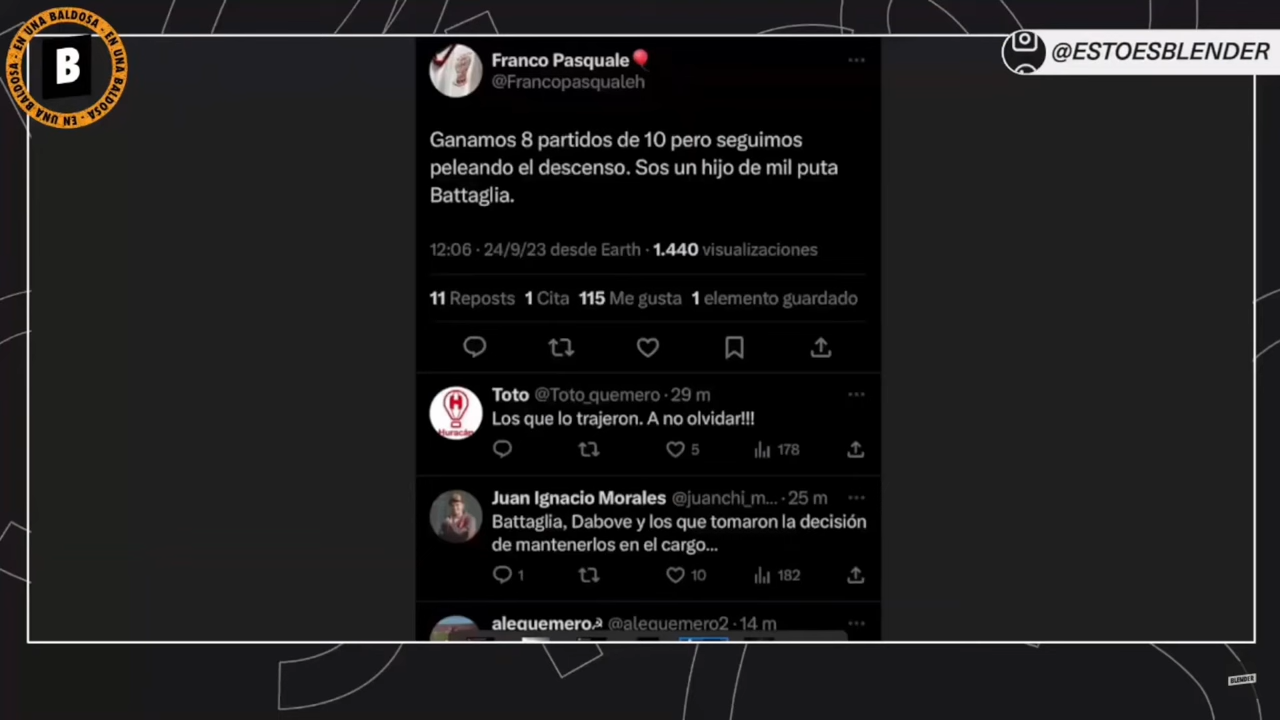 EN UNA BALDOSA · EN UNA BALDOSA · EN UNA BALDOSA ·
B
@ESTOESBLENDER
Franco Pasquale🎈
@Francopasqualeh
Ganamos 8 partidos de 10 pero seguimos
peleando el descenso. Sos un hijo de mil puta
Battaglia.
12:06 · 24/9/23 desde Earth · 1.440 visualizaciones
11 Reposts 1 Cita 115 Me gusta 1 elemento guardado
Toto @Toto_quemero · 29 m
Los que lo trajeron. A no olvidar!!!
5 178
Huracán
Juan Ignacio Morales @juanchi_m... · 25 m
Battaglia, Dabove y los que tomaron la decisión
de mantenerlos en el cargo...
1 10 182
alequemero☭ @alequemero2 · 14 m
BLENDER